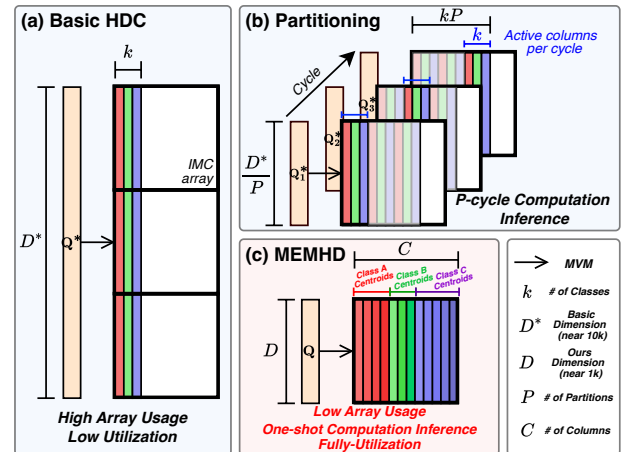 (a) Basic HDC
k
IMC
array
D*
Q*
High Array Usage
Low Utilization
(b) Partitioning
kP
k
Active columns
per cycle
Cycle
Q₃*
Q₂*
Q₁*
D*
P
P-cycle Computation
Inference
(c) MEMHD
C
Class A
Centroids
Class B
Centroids
Class C
Centroids
D
Q
Low Array Usage
One-shot Computation Inference
Fully-Utilization
MVM
k # of Classes
D* Basic
Dimension
(near 10k)
D Ours
Dimension
(near 1k)
P # of Partitions
C # of Columns